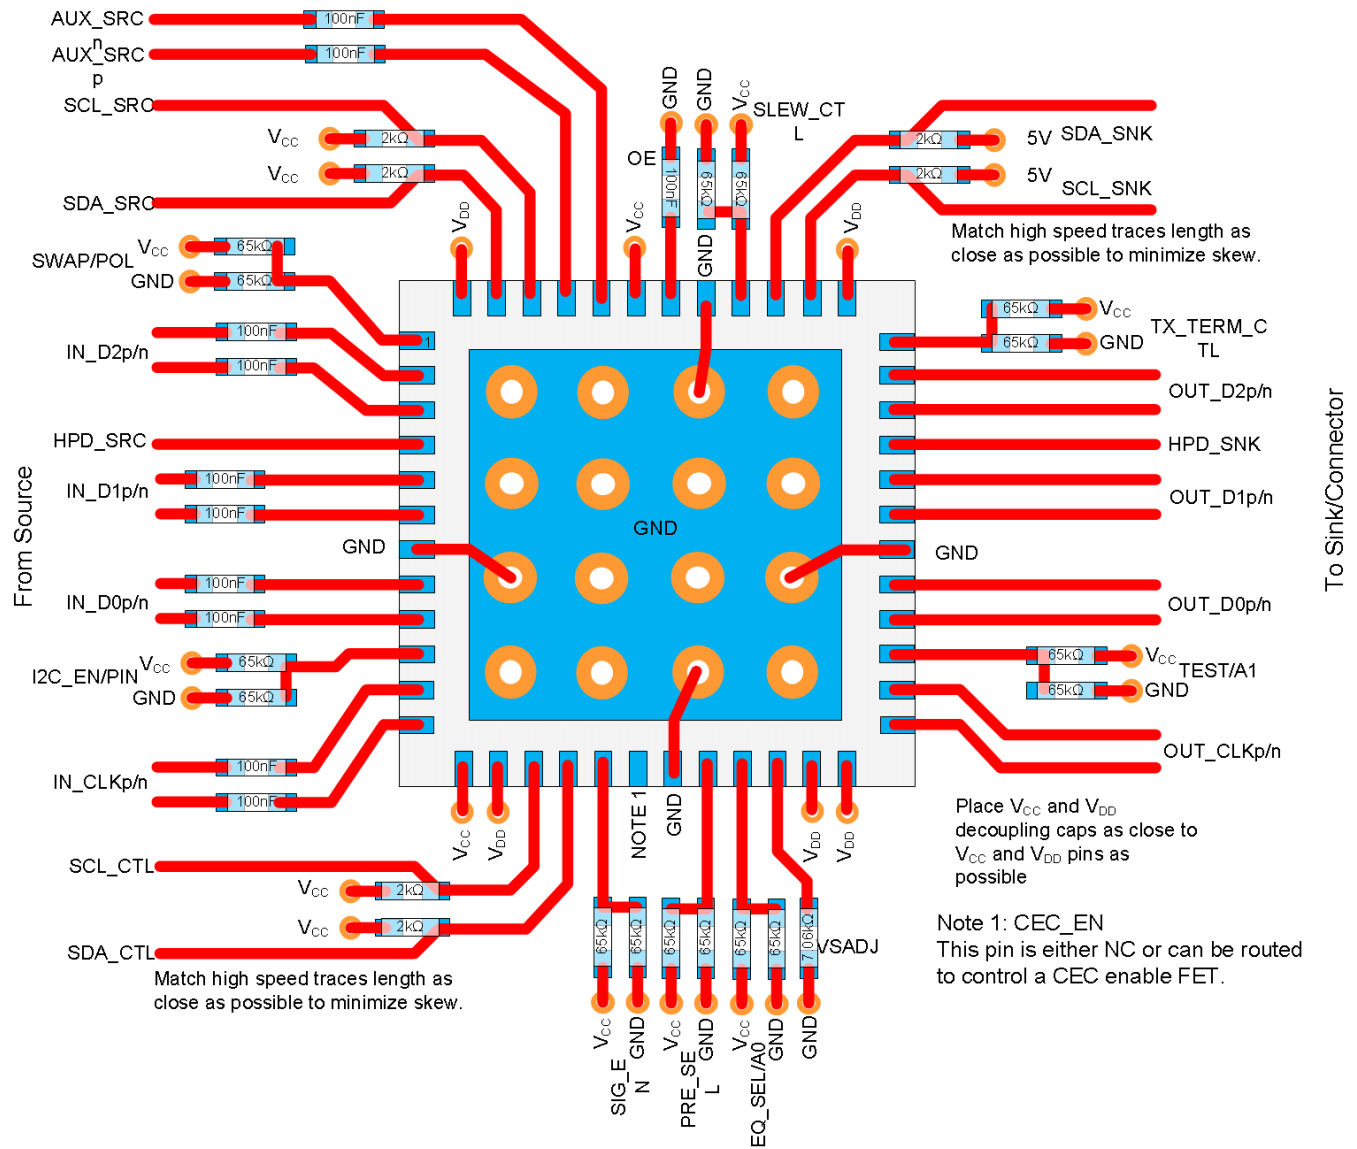 AUX_SRC
n
100nF
AUX_SRC
p
100nF
SCL_SRC
VCC
2kΩ
VCC
2kΩ
SDA_SRC
VCC
65kΩ
SWAP/POL
GND
65kΩ
100nF
IN_D2p/n
100nF
HPD_SRC
100nF
IN_D1p/n
100nF
GND
100nF
IN_D0p/n
100nF
VCC
65kΩ
I2C_EN/PIN
GND
65kΩ
100nF
IN_CLKp/n
100nF
From Source
1
VDD
VCC
OE
GND
100nF
GND
65kΩ
VCC
65kΩ
GND
SLEW_CT
L
VDD
2kΩ
5V
SDA_SNK
2kΩ
5V
SCL_SNK
Match high speed traces length as
close as possible to minimize skew.
65kΩ
VCC
65kΩ
GND
TX_TERM_C
TL
OUT_D2p/n
HPD_SNK
OUT_D1p/n
GND
GND
OUT_D0p/n
65kΩ
VCC
TEST/A1
65kΩ
GND
OUT_CLKp/n
To Sink/Connector
VCC
VDD
NOTE 1
GND
VDD
VDD
SCL_CTL
VCC
2kΩ
VCC
2kΩ
SDA_CTL
Match high speed traces length as
close as possible to minimize skew.
65kΩ
65kΩ
65kΩ
65kΩ
65kΩ
65kΩ
7.06kΩ
VSADJ
VCC
GND
VCC
GND
VCC
GND
GND
SIG_E
N
PRE_SE
L
EQ_SEL/A0
Place VCC and VDD
decoupling caps as close to
VCC and VDD pins as
possible
Note 1: CEC_EN
This pin is either NC or can be routed
to control a CEC enable FET.